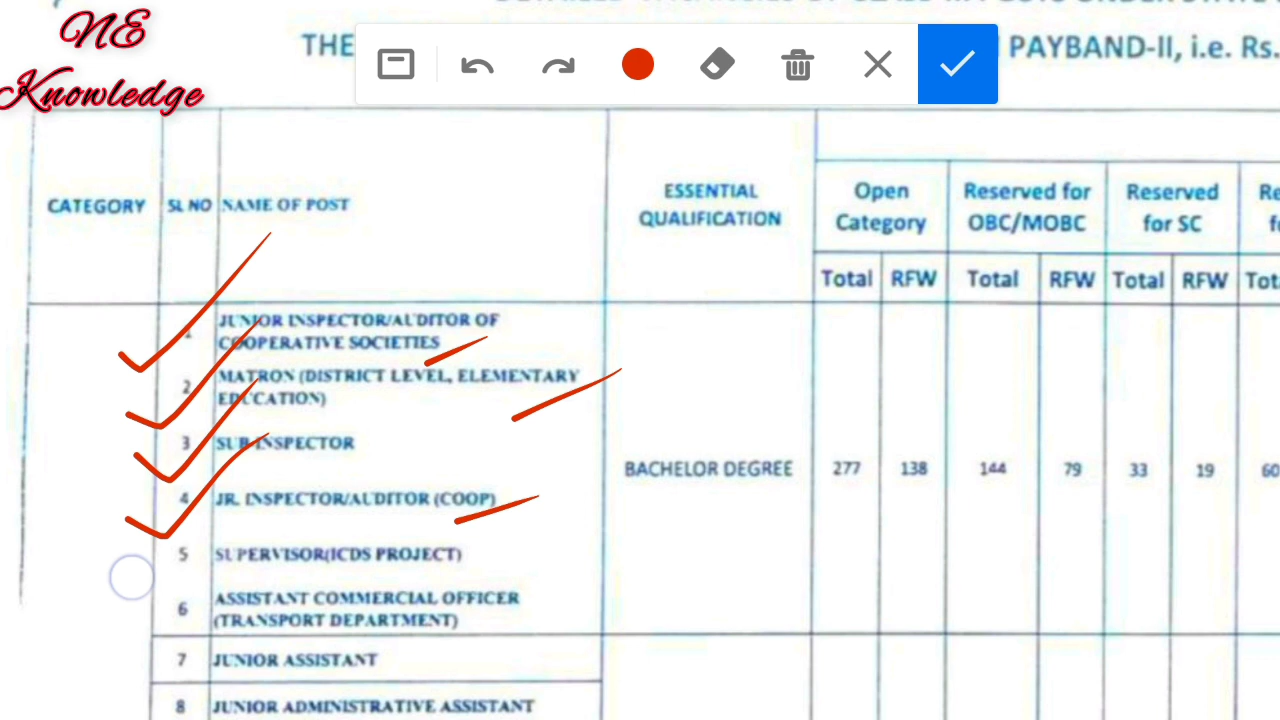 NE
Knowledge
THE
PAYBAND-II, i.e. Rs.
CATEGORY
SL NO
NAME OF POST
ESSENTIAL
QUALIFICATION
Open
Category
Reserved for
OBC/MOBC
Reserved
for SC
Total
RFW
Total
RFW
Total
RFW
JUNIOR INSPECTOR/AUDITOR OF
COOPERATIVE SOCIETIES
2
MATRON (DISTRICT LEVEL, ELEMENTARY
EDUCATION)
3
SUB INSPECTOR
4
JR. INSPECTOR/AUDITOR (COOP)
5
SUPERVISOR(ICDS PROJECT)
6
ASSISTANT COMMERCIAL OFFICER
(TRANSPORT DEPARTMENT)
BACHELOR DEGREE
277
138
144
79
33
19
60
7
JUNIOR ASSISTANT
8
JUNIOR ADMINISTRATIVE ASSISTANT